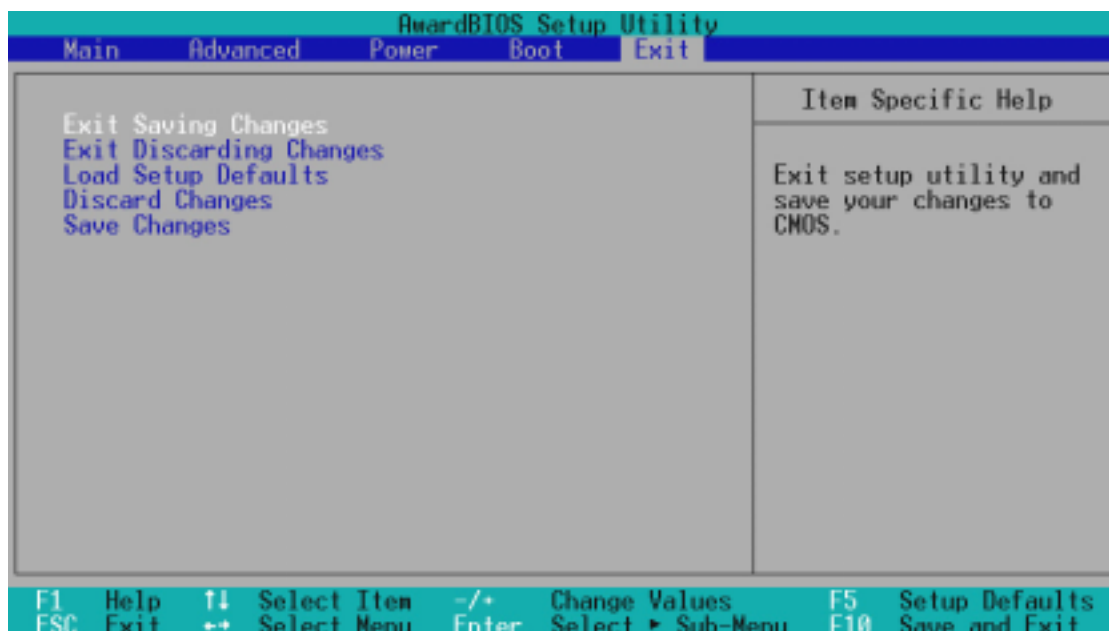 AwardBIOS Setup Utility
Main Advanced Power Boot Exit
Item Specific Help
Exit Saving Changes
Exit Discarding Changes
Load Setup Defaults
Discard Changes
Save Changes
Exit setup utility and
save your changes to
CMOS.
F1 Help ↑↓ Select Item -/+ Change Values F5 Setup Defaults
ESC Exit ←→ Select Menu Enter Select ► Sub-Menu F10 Save and Exit